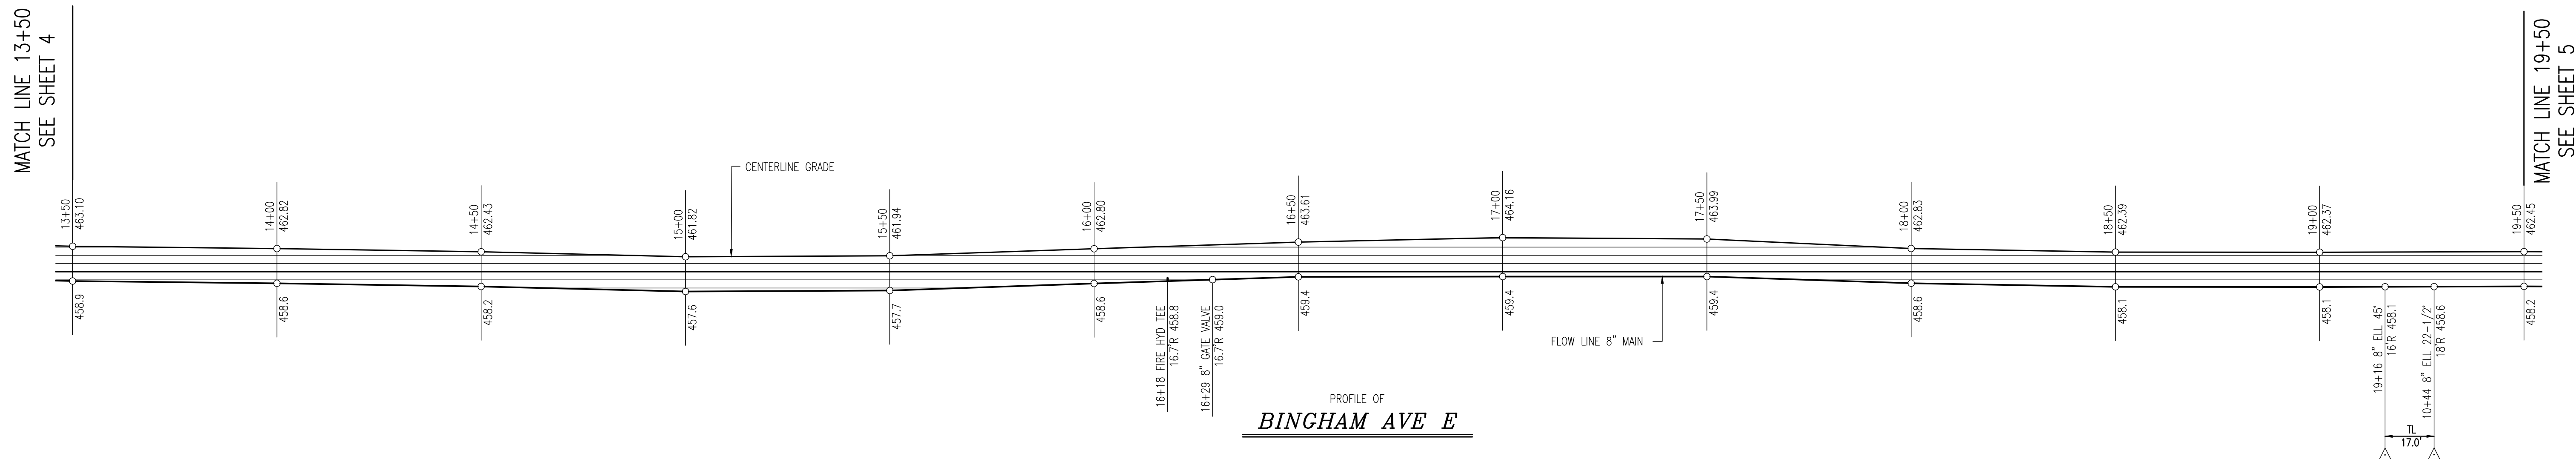 MATCH LINE 13+50
SEE SHEET 4
13+50
463.10
14+00
462.82
14+50
462.43
15+00
461.82
CENTERLINE GRADE
15+50
461.94
16+00
462.80
16+50
463.61
17+00
464.16
17+50
463.99
18+00
462.83
18+50
462.39
19+00
462.37
19+50
462.45
MATCH LINE 19+50
SEE SHEET 5
458.9
458.6
458.2
457.6
457.7
458.6
16+18 FIRE HYD TEE
16.7'R 458.8
16+29 8" GATE VALVE
16.7'R 459.0
459.4
459.4
FLOW LINE 8" MAIN
459.4
458.6
458.1
458.1
19+16 8" ELL 45°
16'R 458.1
10+44 8" ELL 22-1/2°
18'R 458.6
458.2
TL
17.0'
PROFILE OF
BINGHAM AVE E